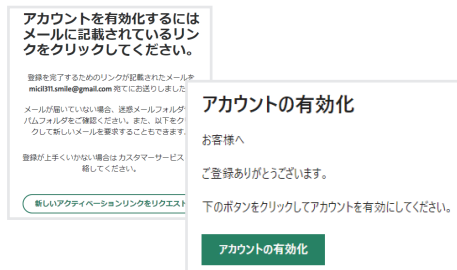 アカウントを有効化するには
メールに記載されているリン
クをクリックしてください。
登録を完了するためのリンクが記載されたメールを
micil311.smile@gmail.com 宛てにお送りしました
メールが届いていない場合、迷惑メールフォルダ
パムフォルダをご確認ください。また、以下をク
クして新しいメールを要求することもできます。
登録が上手くいかない場合は カスタマーサービス
絡してください。
新しいアクティベーションリンクをリクエスト
アカウントの有効化
お客様へ
ご登録ありがとうございます。
下のボタンをクリックしてアカウントを有効にしてください。
アカウントの有効化